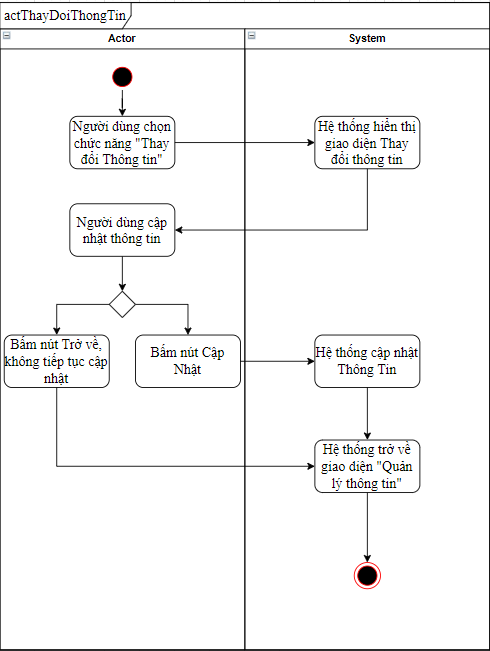 actThayDoiThongTin
Actor
System
Người dùng chọn
chức năng "Thay
đổi Thông tin"
Hệ thống hiển thị
giao diện Thay
đổi thông tin
Người dùng cập
nhật thông tin
Bấm nút Trở về,
không tiếp tục cập
nhật
Bấm nút Cập
Nhật
Hệ thống cập nhật
Thông Tin
Hệ thống trở về
giao diện "Quản
lý thông tin"